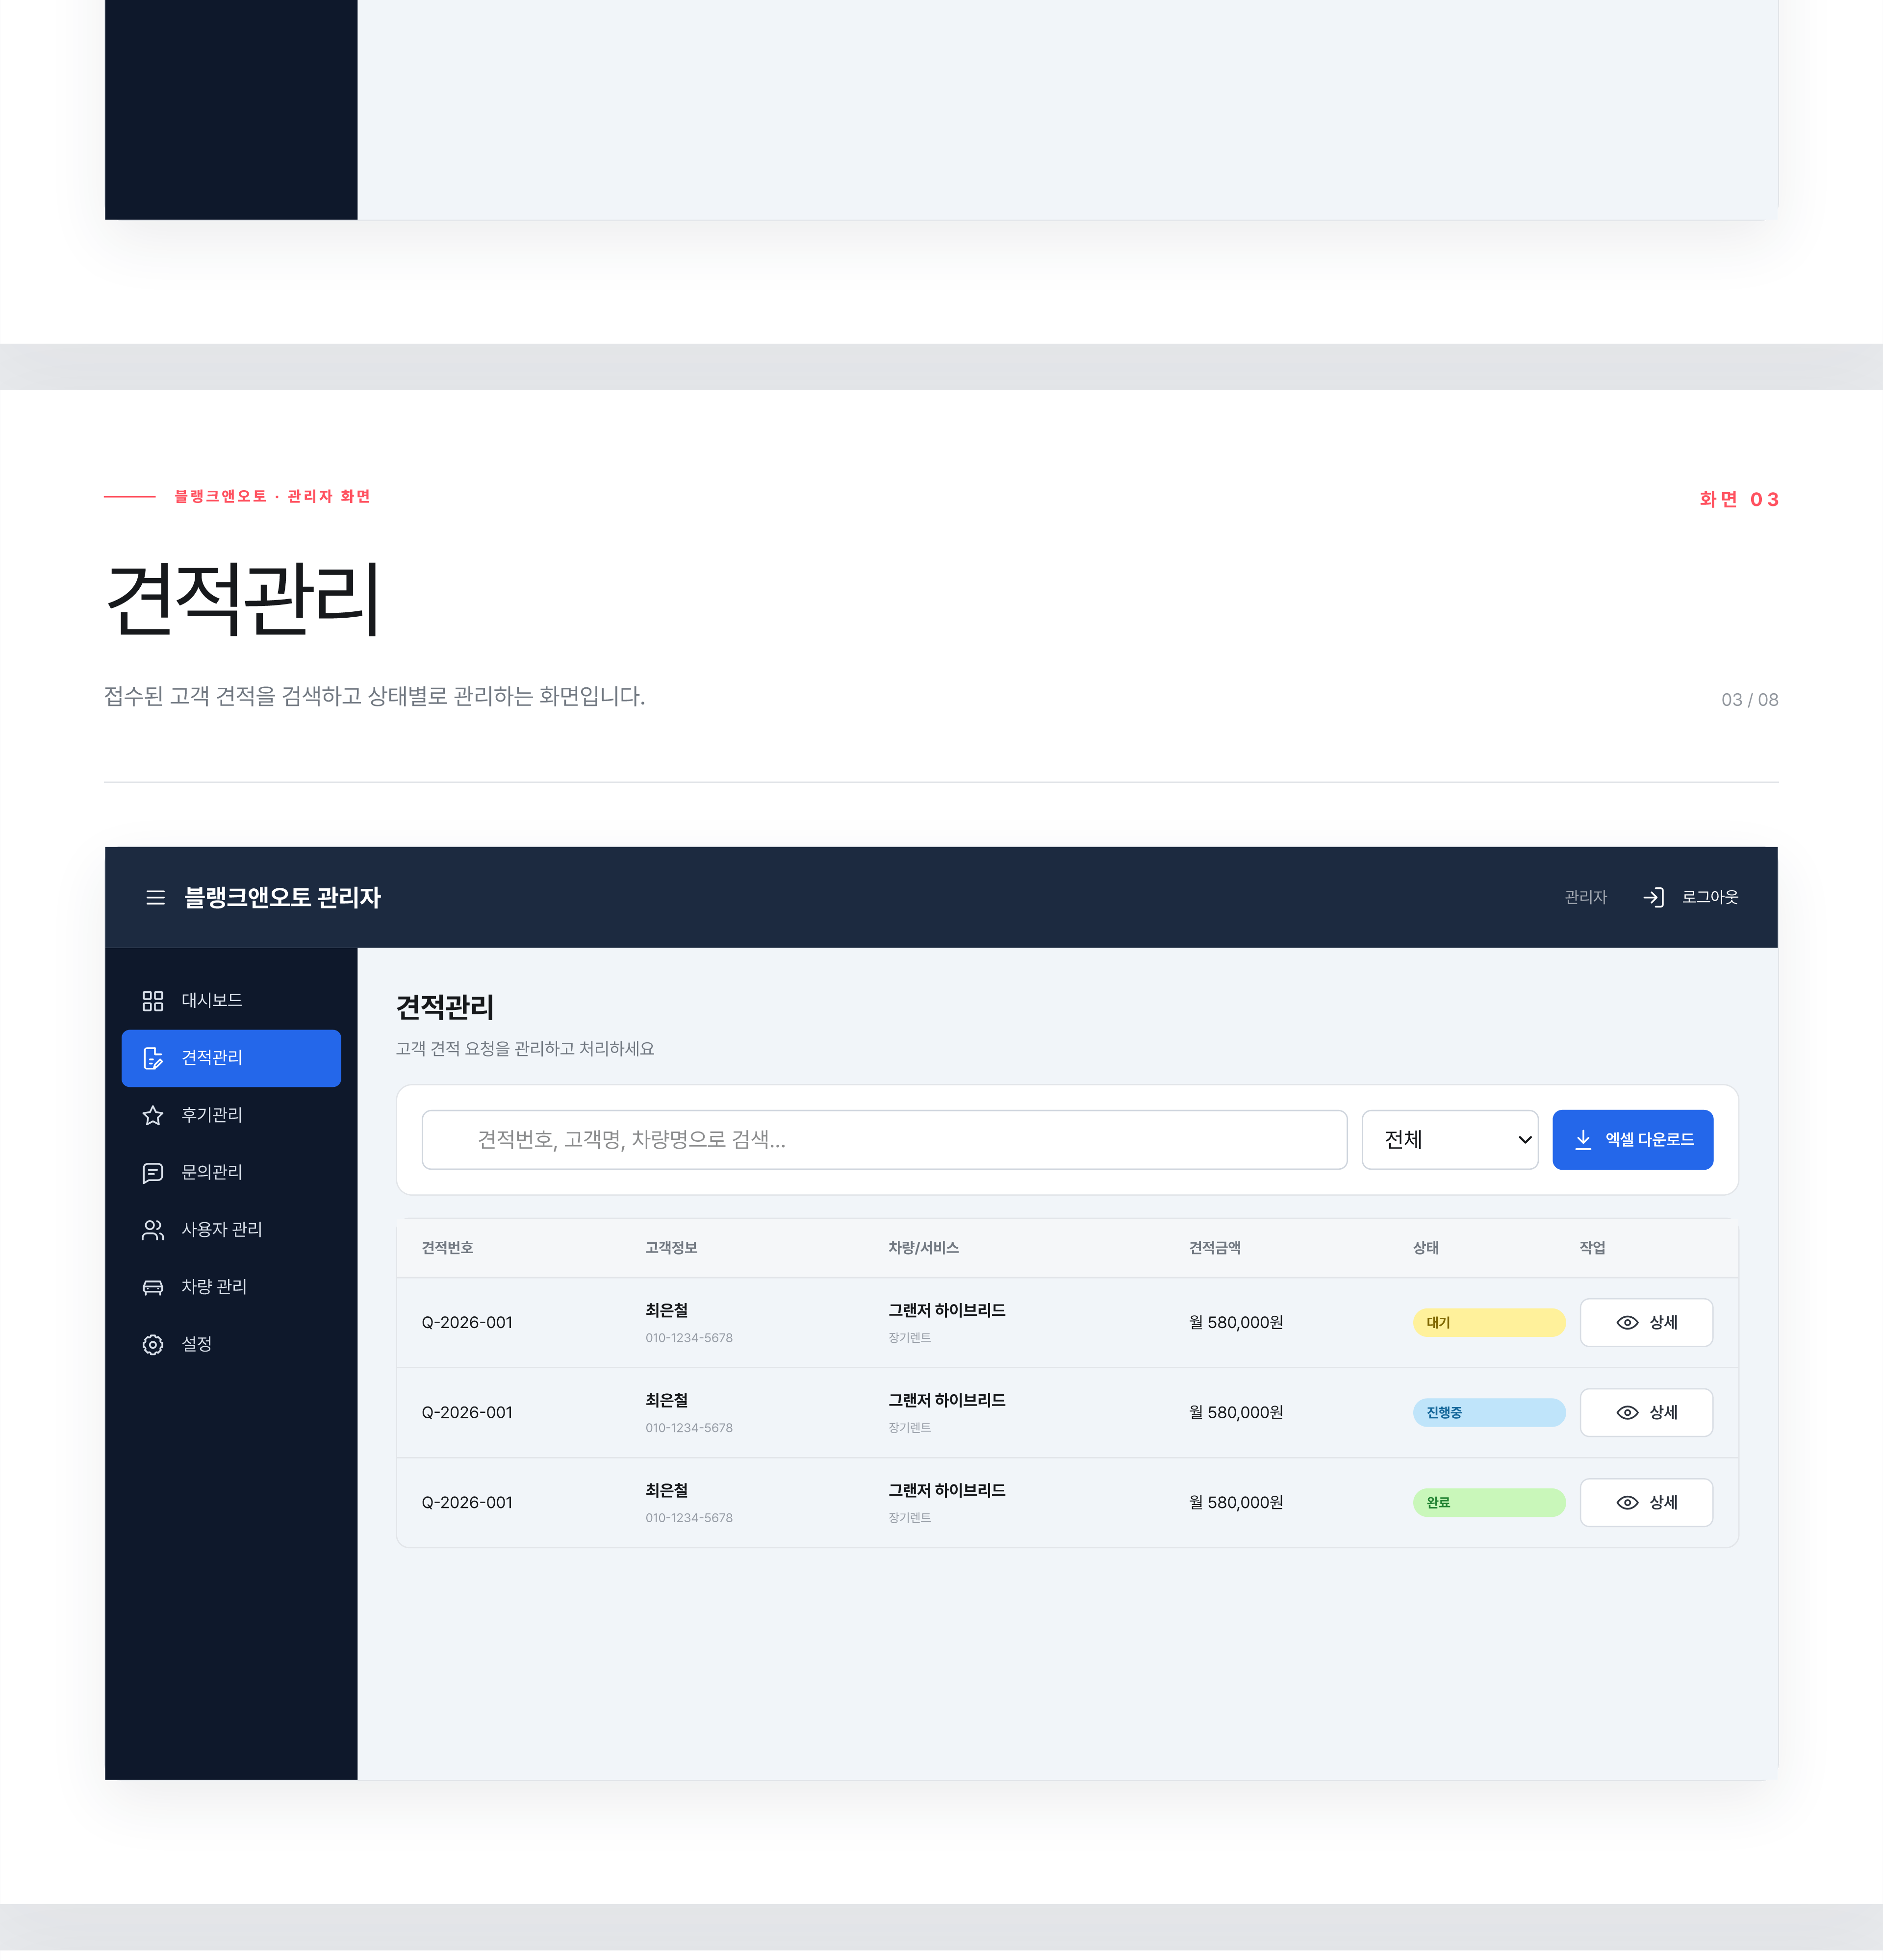 블랭크앤오토 · 관리자 화면
화면 03
견적관리
접수된 고객 견적을 검색하고 상태별로 관리하는 화면입니다.
03 / 08
블랭크앤오토 관리자
관리자
로그아웃
대시보드
견적관리
후기관리
문의관리
사용자 관리
차량 관리
설정
견적관리
고객 견적 요청을 관리하고 처리하세요
견적번호, 고객명, 차량명으로 검색...
전체
엑셀 다운로드
견적번호 고객정보 차량/서비스 견적금액 상태 작업
Q-2026-001 최은철 그랜저 하이브리드 월 580,000원 대기 상세
010-1234-5678 장기렌트
Q-2026-001 최은철 그랜저 하이브리드 월 580,000원 진행중 상세
010-1234-5678 장기렌트
Q-2026-001 최은철 그랜저 하이브리드 월 580,000원 완료 상세
010-1234-5678 장기렌트